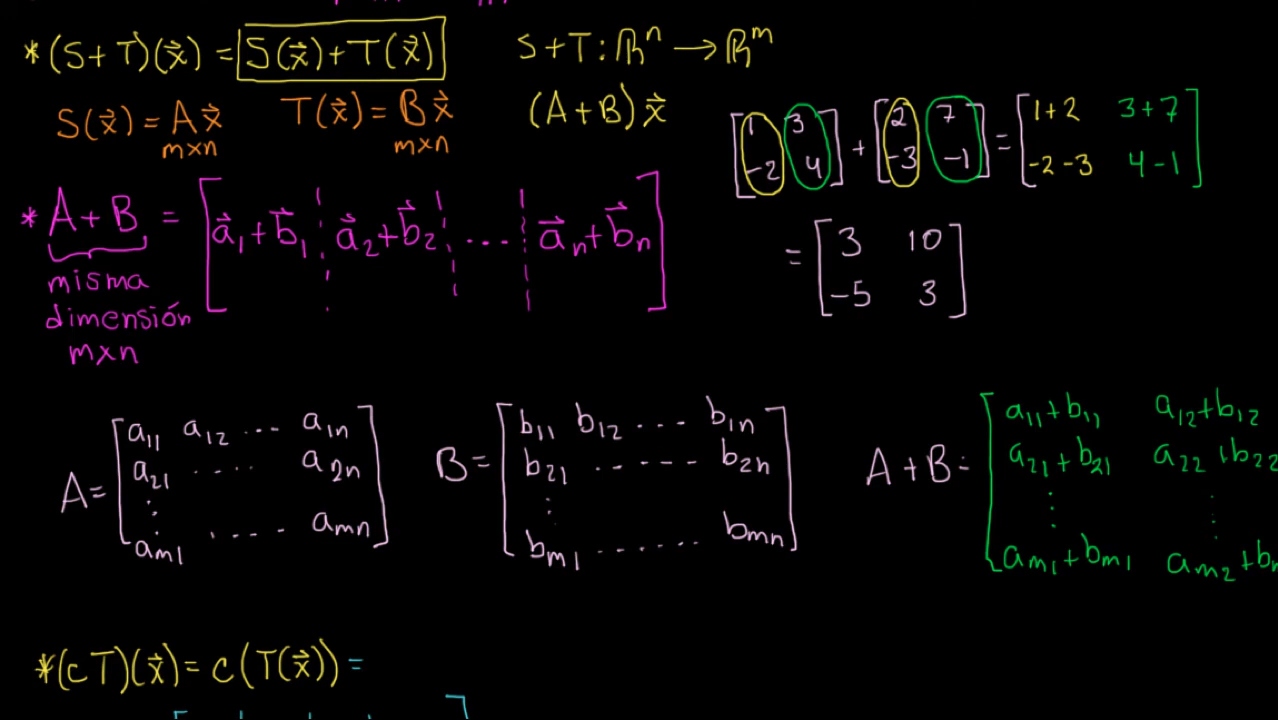 *(S+T)(x⃗) = S(x⃗)+T(x⃗)    S+T: ℝⁿ → ℝᵐ
S(x⃗) = Ax⃗    T(x⃗) = Bx⃗    (A+B)x⃗
m×n    m×n
[1 3; -2 4] + [2 7; -3 -1] = [1+2 3+7; -2-3 4-1]
= [3 10; -5 3]
*A+B = [a⃗₁+b⃗₁ ¦ a⃗₂+b⃗₂ ¦ ... ¦ a⃗ₙ+b⃗ₙ]
misma
dimensión
m×n
A= [a₁₁ a₁₂ ... a₁ₙ; a₂₁ .... a₂ₙ; ⋮; aₘ₁ ..... aₘₙ]
B= [b₁₁ b₁₂ .... b₁ₙ; b₂₁ ....... b₂ₙ; ⋮; bₘ₁ ....... bₘₙ]
A+B= [a₁₁+b₁₁ a₁₂+b₁₂; a₂₁+b₂₁ a₂₂+b₂₂; ⋮ ⋮; aₘ₁+bₘ₁ aₘ₂+b
*(cT)(x⃗)= c(T(x⃗)) =